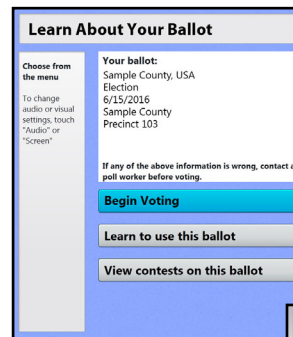 Learn About Your Ballot
Choose from
the menu
To change
audio or visual
settings, touch
"Audio" or
"Screen"
Your ballot:
Sample County, USA
Election
6/15/2016
Sample County
Precinct 103
If any of the above information is wrong, contact a
poll worker before voting.
Begin Voting
Learn to use this ballot
View contests on this ballot